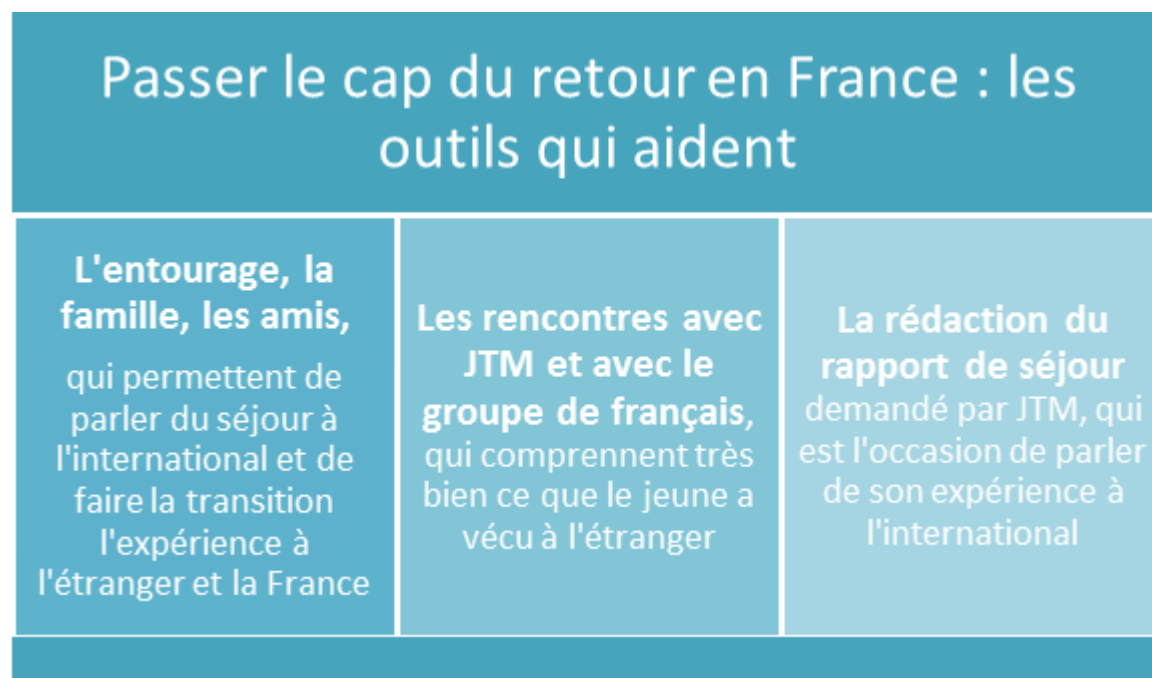 Passer le cap du retour en France : les
outils qui aident
L'entourage, la
famille, les amis,
qui permettent de
parler du séjour à
l'international et de
faire la transition
l'expérience à
l'étranger et la France
Les rencontres avec
JTM et avec le
groupe de français,
qui comprennent très
bien ce que le jeune a
vécu à l'étranger
La rédaction du
rapport de séjour
demandé par JTM, qui
est l'occasion de parler
de son expérience à
l'international